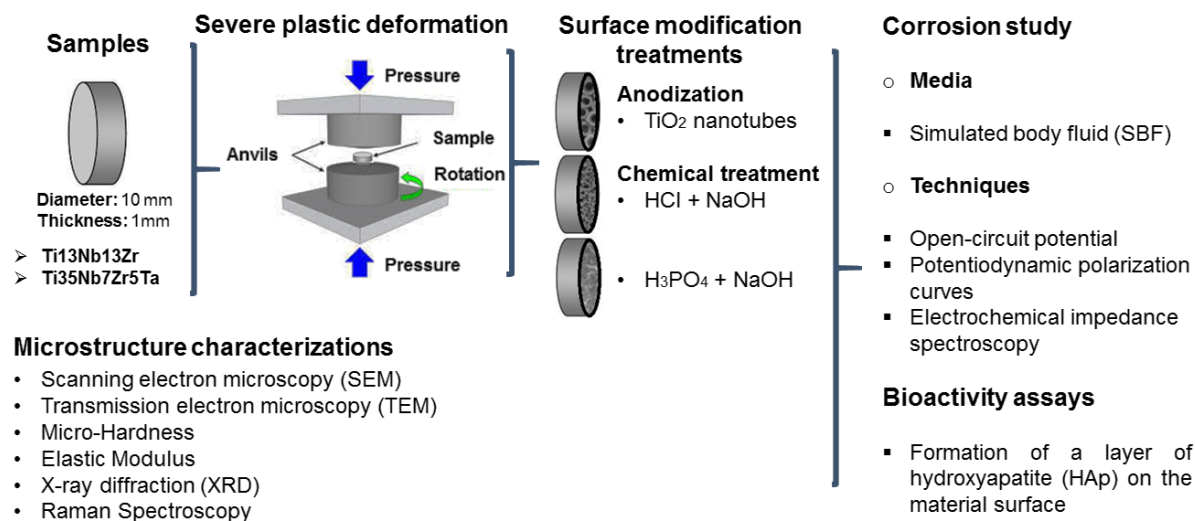 Samples
Diameter: 10 mm
Thickness: 1mm
➢ Ti13Nb13Zr
➢ Ti35Nb7Zr5Ta
Severe plastic deformation
Pressure
Anvils
Sample
Rotation
Pressure
Surface modification
treatments
Anodization
• TiO₂ nanotubes
Chemical treatment
• HCl + NaOH
• H₃PO₄ + NaOH
Corrosion study
○ Media
▪ Simulated body fluid (SBF)
○ Techniques
▪ Open-circuit potential
▪ Potentiodynamic polarization
curves
▪ Electrochemical impedance
spectroscopy
Bioactivity assays
▪ Formation of a layer of
hydroxyapatite (HAp) on the
material surface
Microstructure characterizations
• Scanning electron microscopy (SEM)
• Transmission electron microscopy (TEM)
• Micro-Hardness
• Elastic Modulus
• X-ray diffraction (XRD)
• Raman Spectroscopy